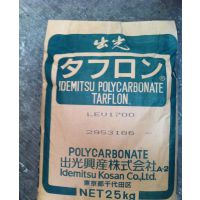 出光
タフロン®
IDEMITSU POLYCARBONATE
TARFLON
LEV1700
2953166
POLYCARBONATE
出光興産株式会社 A-2
Idemitsu Kosan Co.,Ltd.
東京都千代田区
NET 25kg